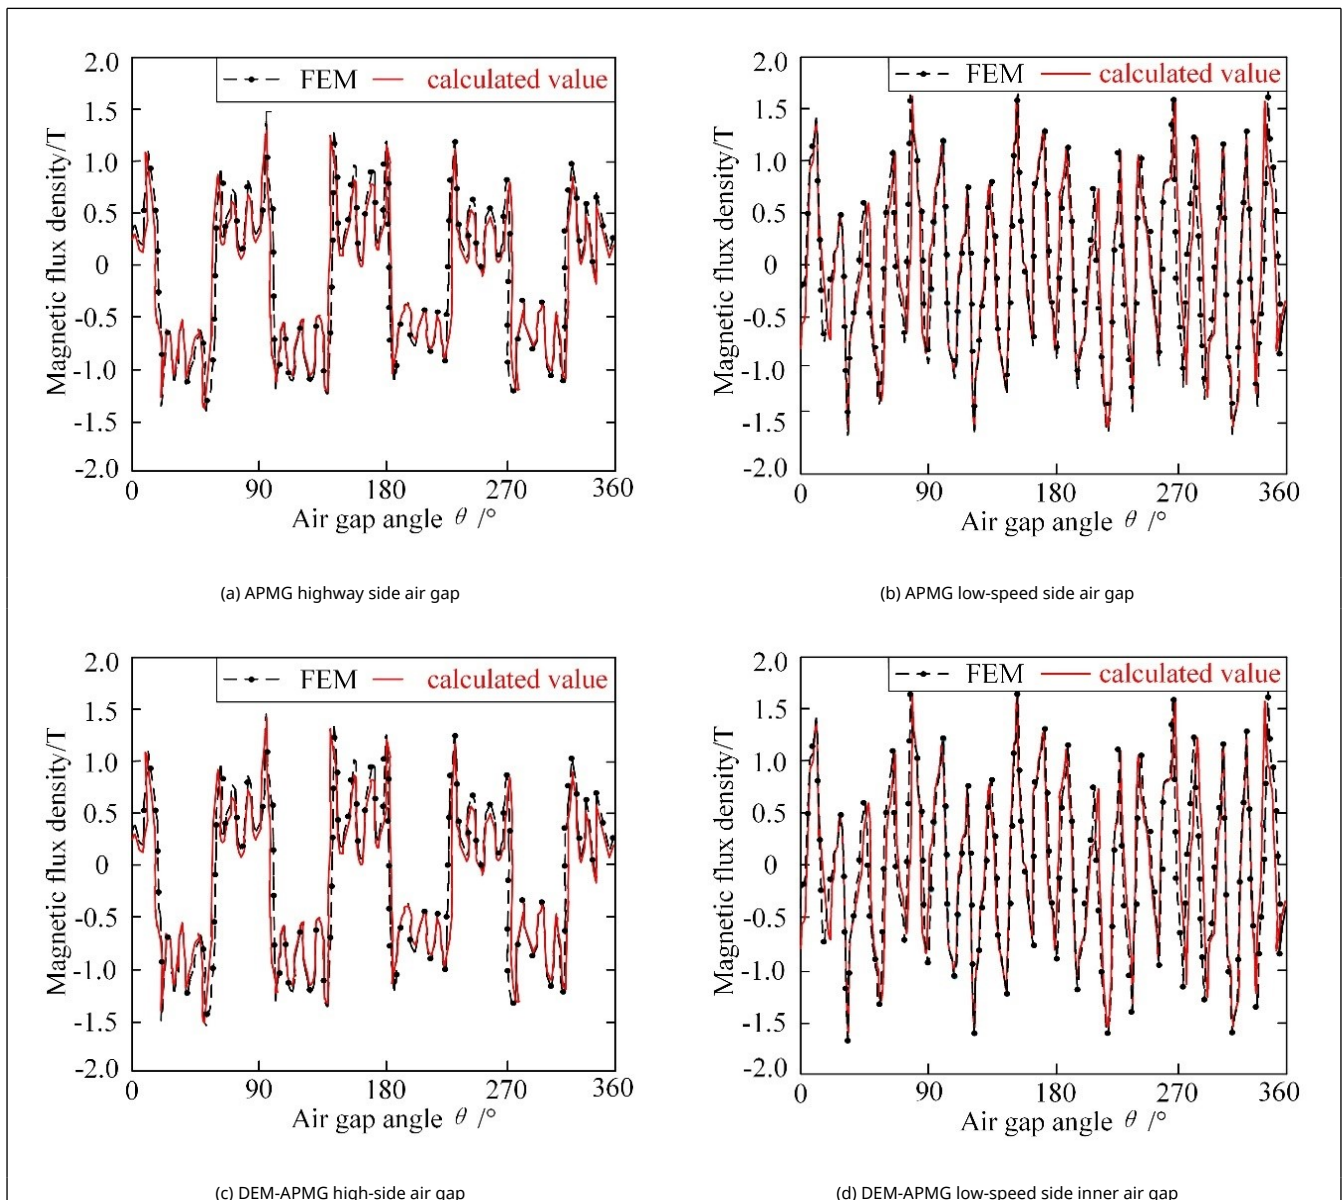 2.0
FEM calculated value
1.5
1.0
0.5
0
-0.5
-1.0
-1.5
-2.0
Magnetic flux density/T
0 90 180 270 360
Air gap angle θ /°
(a) APMG highway side air gap
2.0
FEM calculated value
1.5
1.0
0.5
0
-0.5
-1.0
-1.5
-2.0
Magnetic flux density/T
0 90 180 270 360
Air gap angle θ /°
(b) APMG low-speed side air gap
2.0
FEM calculated value
1.5
1.0
0.5
0
-0.5
-1.0
-1.5
-2.0
Magnetic flux density/T
0 90 180 270 360
Air gap angle θ /°
(c) DEM-APMG high-side air gap
2.0
FEM calculated value
1.5
1.0
0.5
0
-0.5
-1.0
-1.5
-2.0
Magnetic flux density/T
0 90 180 270 360
Air gap angle θ /°
(d) DEM-APMG low-speed side inner air gap